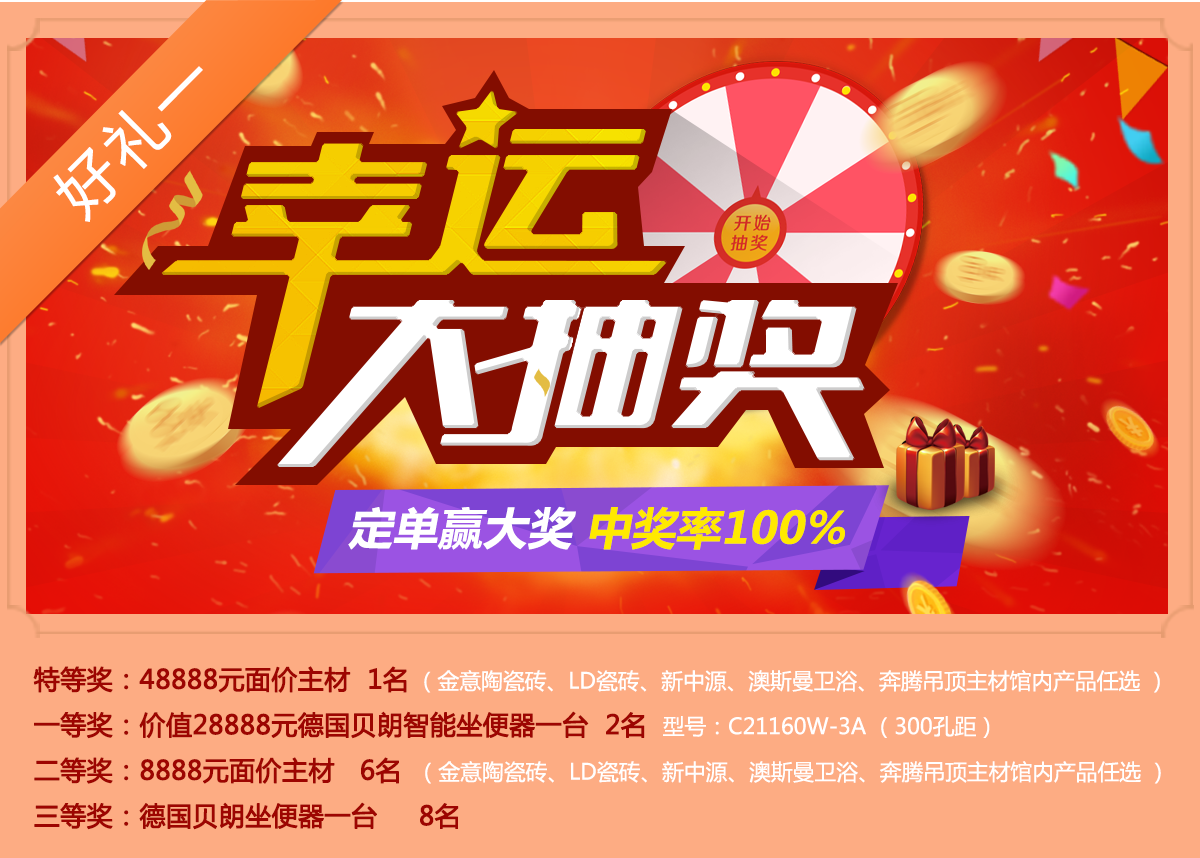 好礼一
幸运
开始
抽奖
大抽奖
定单赢大奖 中奖率100%
特等奖：48888元面价主材 1名 （金意陶瓷砖、LD瓷砖、新中源、澳斯曼卫浴、奔腾吊顶主材馆内产品任选 ）
一等奖：价值28888元德国贝朗智能坐便器一台 2名 型号：C21160W-3A （300孔距）
二等奖：8888元面价主材 6名 （金意陶瓷砖、LD瓷砖、新中源、澳斯曼卫浴、奔腾吊顶主材馆内产品任选 ）
三等奖：德国贝朗坐便器一台 8名